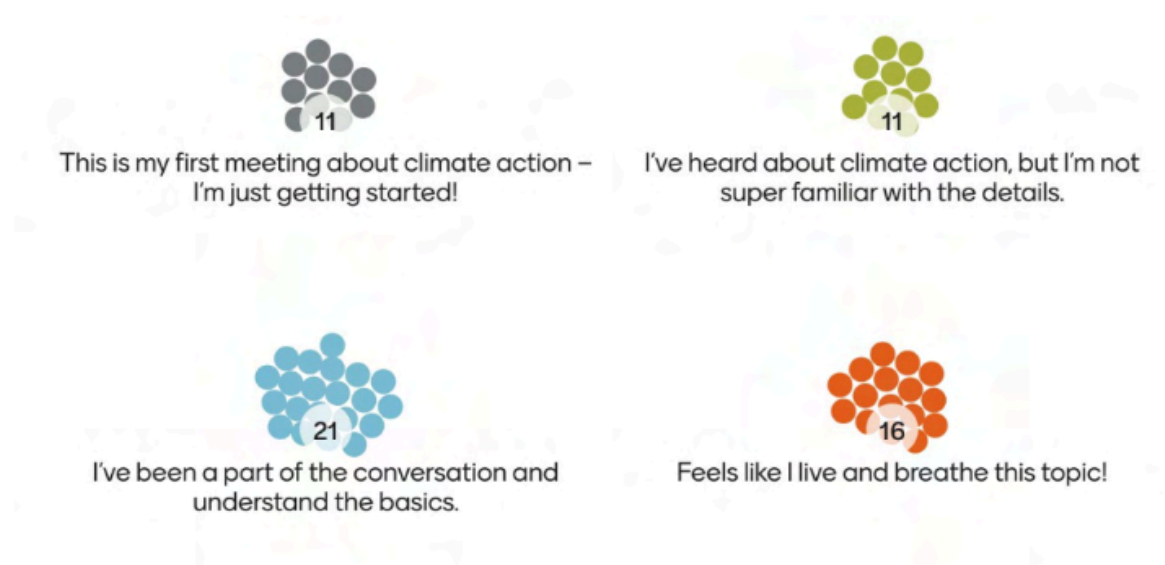 11
This is my first meeting about climate action –
I'm just getting started!
11
I've heard about climate action, but I'm not
super familiar with the details.
21
I've been a part of the conversation and
understand the basics.
16
Feels like I live and breathe this topic!